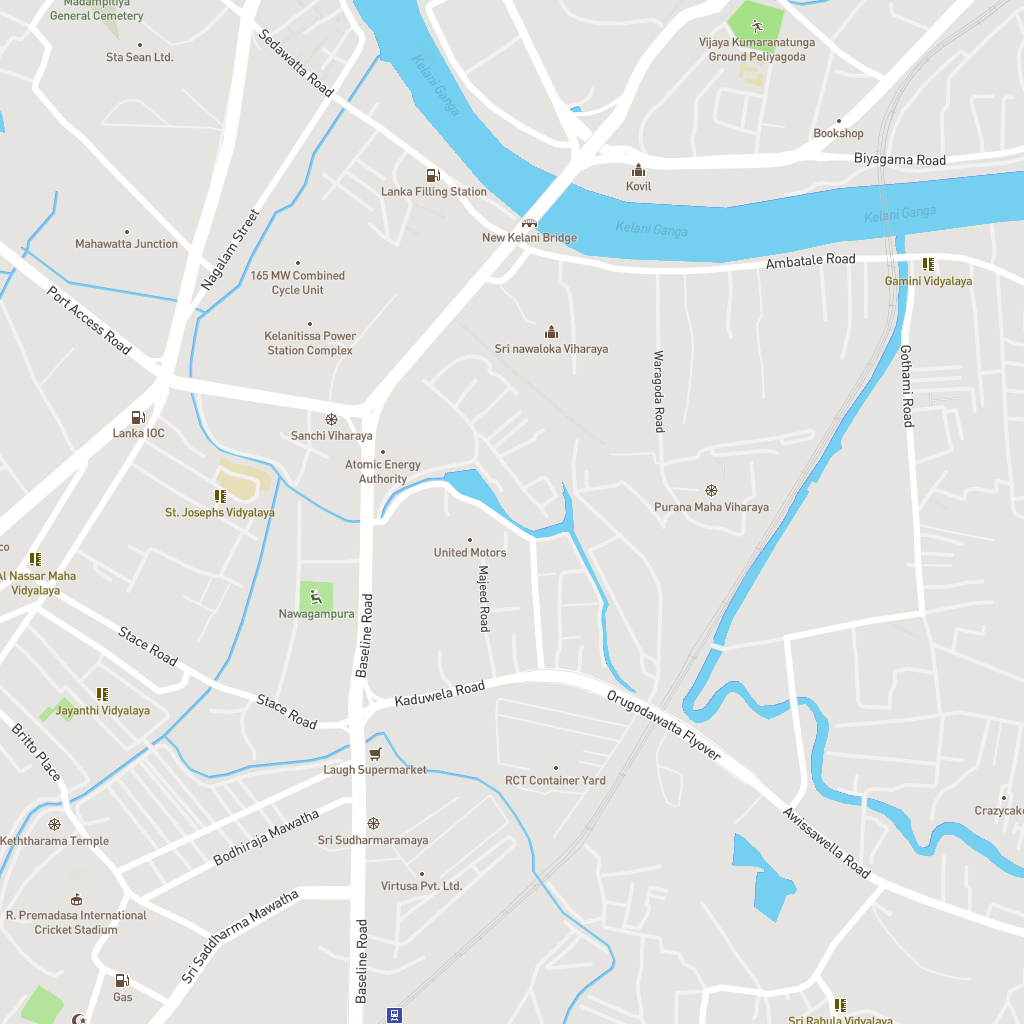 Madampitiya
General Cemetery
Sta Sean Ltd.
Sedawatta Road
Kelani Ganga
Vijaya Kumaranatunga
Ground Peliyagoda
Bookshop
Biyagama Road
Lanka Filling Station
Kovil
New Kelani Bridge
Kelani Ganga
Kelani Ganga
Mahawatta Junction
Nagalam Street
165 MW Combined
Cycle Unit
Ambatale Road
Gamini Vidyalaya
Port Access Road
Kelanitissa Power
Station Complex
Sri nawaloka Viharaya
Waragoda Road
Gothami Road
Lanka IOC
Sanchi Viharaya
Atomic Energy
Authority
St. Josephs Vidyalaya
Purana Maha Viharaya
co
Al Nassar Maha
Vidyalaya
United Motors
Majeed Road
Nawagampura
Baseline Road
Stace Road
Stace Road
Kaduwela Road
Orugodawatta Flyover
Jayanthi Vidyalaya
Britto Place
Laugh Supermarket
RCT Container Yard
Crazycake
Awissawella Road
Keththarama Temple
Bodhiraja Mawatha
Sri Sudharmaramaya
Virtusa Pvt. Ltd.
R. Premadasa International
Cricket Stadium
Sri Saddharma Mawatha
Baseline Road
Gas
Sri Rahula Vidyalaya